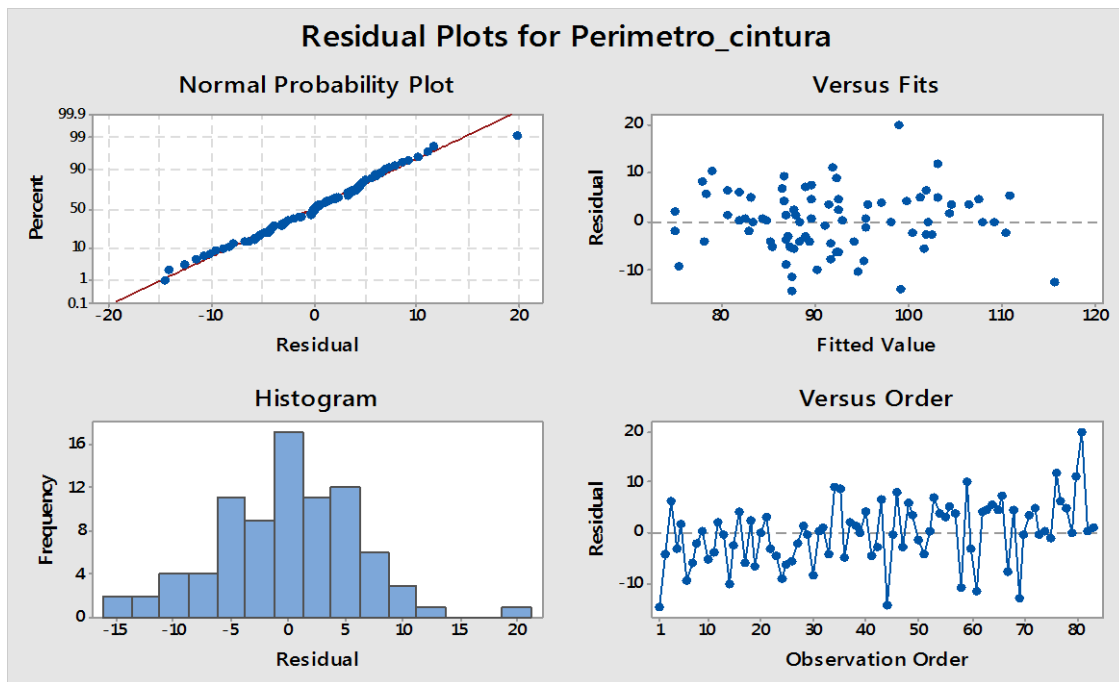 Residual Plots for Perimetro_cintura
Normal Probability Plot
99.9
99
90
50
10
1
0.1
Percent
-20 -10 0 10 20
Residual
Versus Fits
20
10
0
-10
Residual
80 90 100 110 120
Fitted Value
Histogram
16
12
8
4
0
Frequency
-15 -10 -5 0 5 10 15 20
Residual
Versus Order
20
10
0
-10
Residual
1 10 20 30 40 50 60 70 80
Observation Order